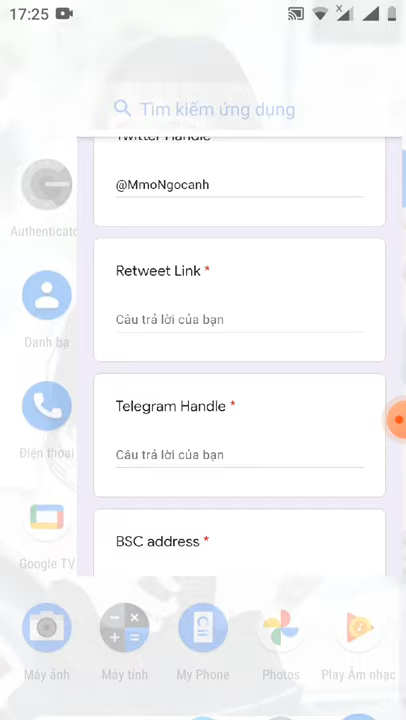 17:25
Tìm kiếm ứng dụng
Twitter Handle
@MmoNgocanh
Authenticato
Retweet Link *
Câu trả lời của bạn
Danh bạ
Telegram Handle *
Câu trả lời của bạn
Điện thoại
BSC address *
Google TV
Máy ảnh
Máy tính
My Phone
Photos
Play Âm nhạc